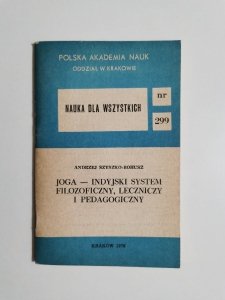 POLSKA AKADEMIA NAUK
ODDZIAŁ W KRAKOWIE
NAUKA DLA WSZYSTKICH
nr
299
ANDRZEJ SZYSZKO-BOHUSZ
JOGA — INDYJSKI SYSTEM
FILOZOFICZNY, LECZNICZY
I PEDAGOGICZNY
KRAKÓW 1978